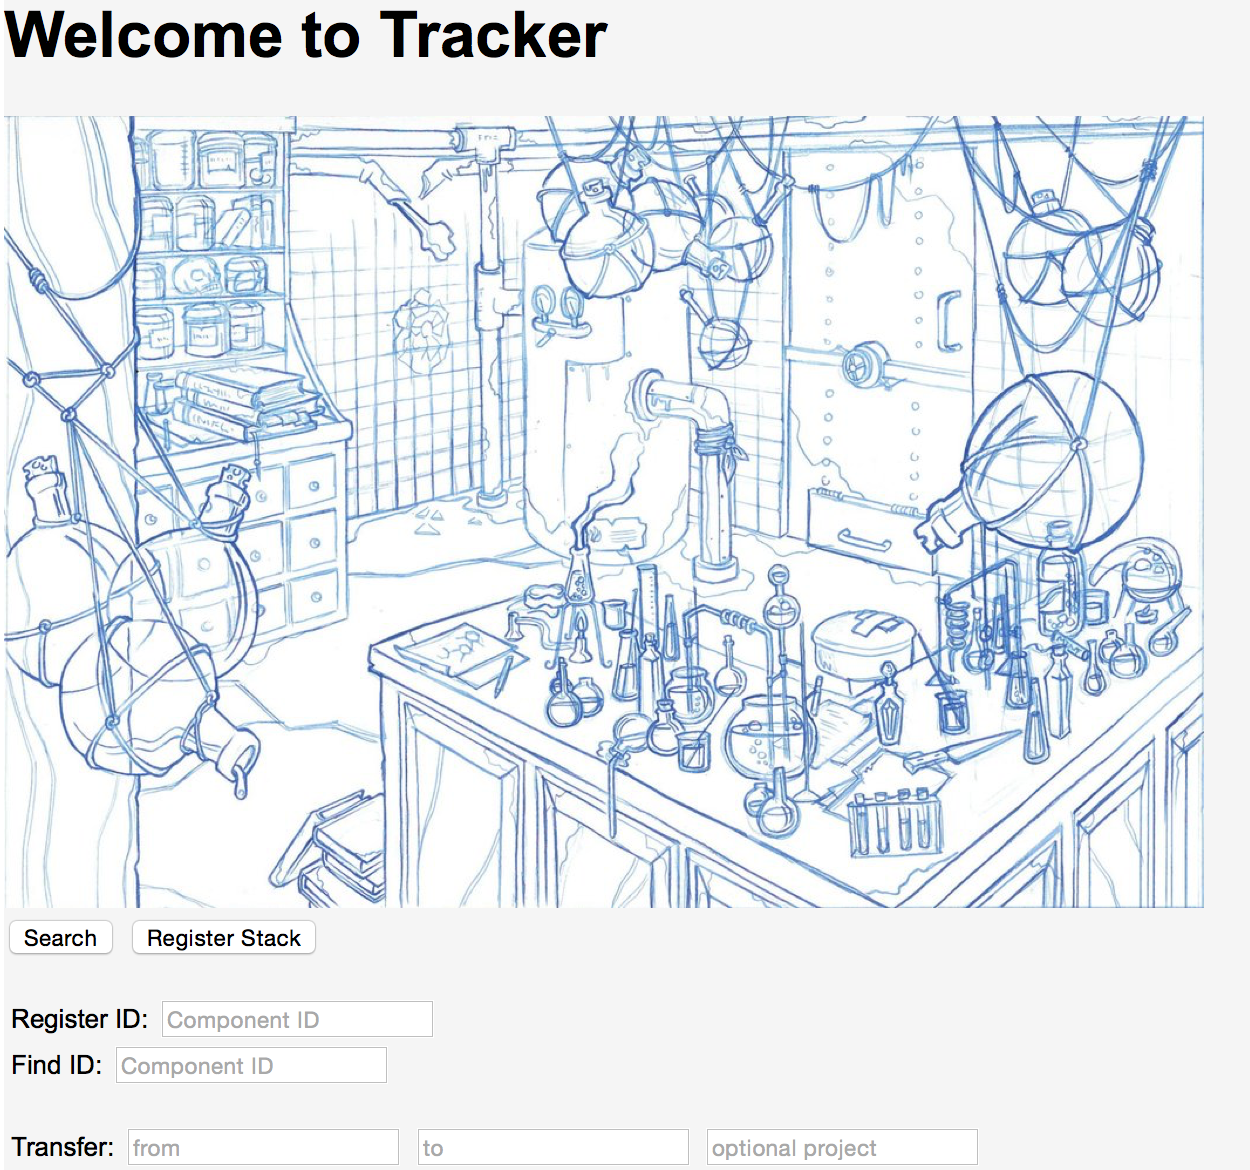 Welcome to Tracker
Search Register Stack
Register ID: Component ID
Find ID: Component ID
Transfer: from to optional project